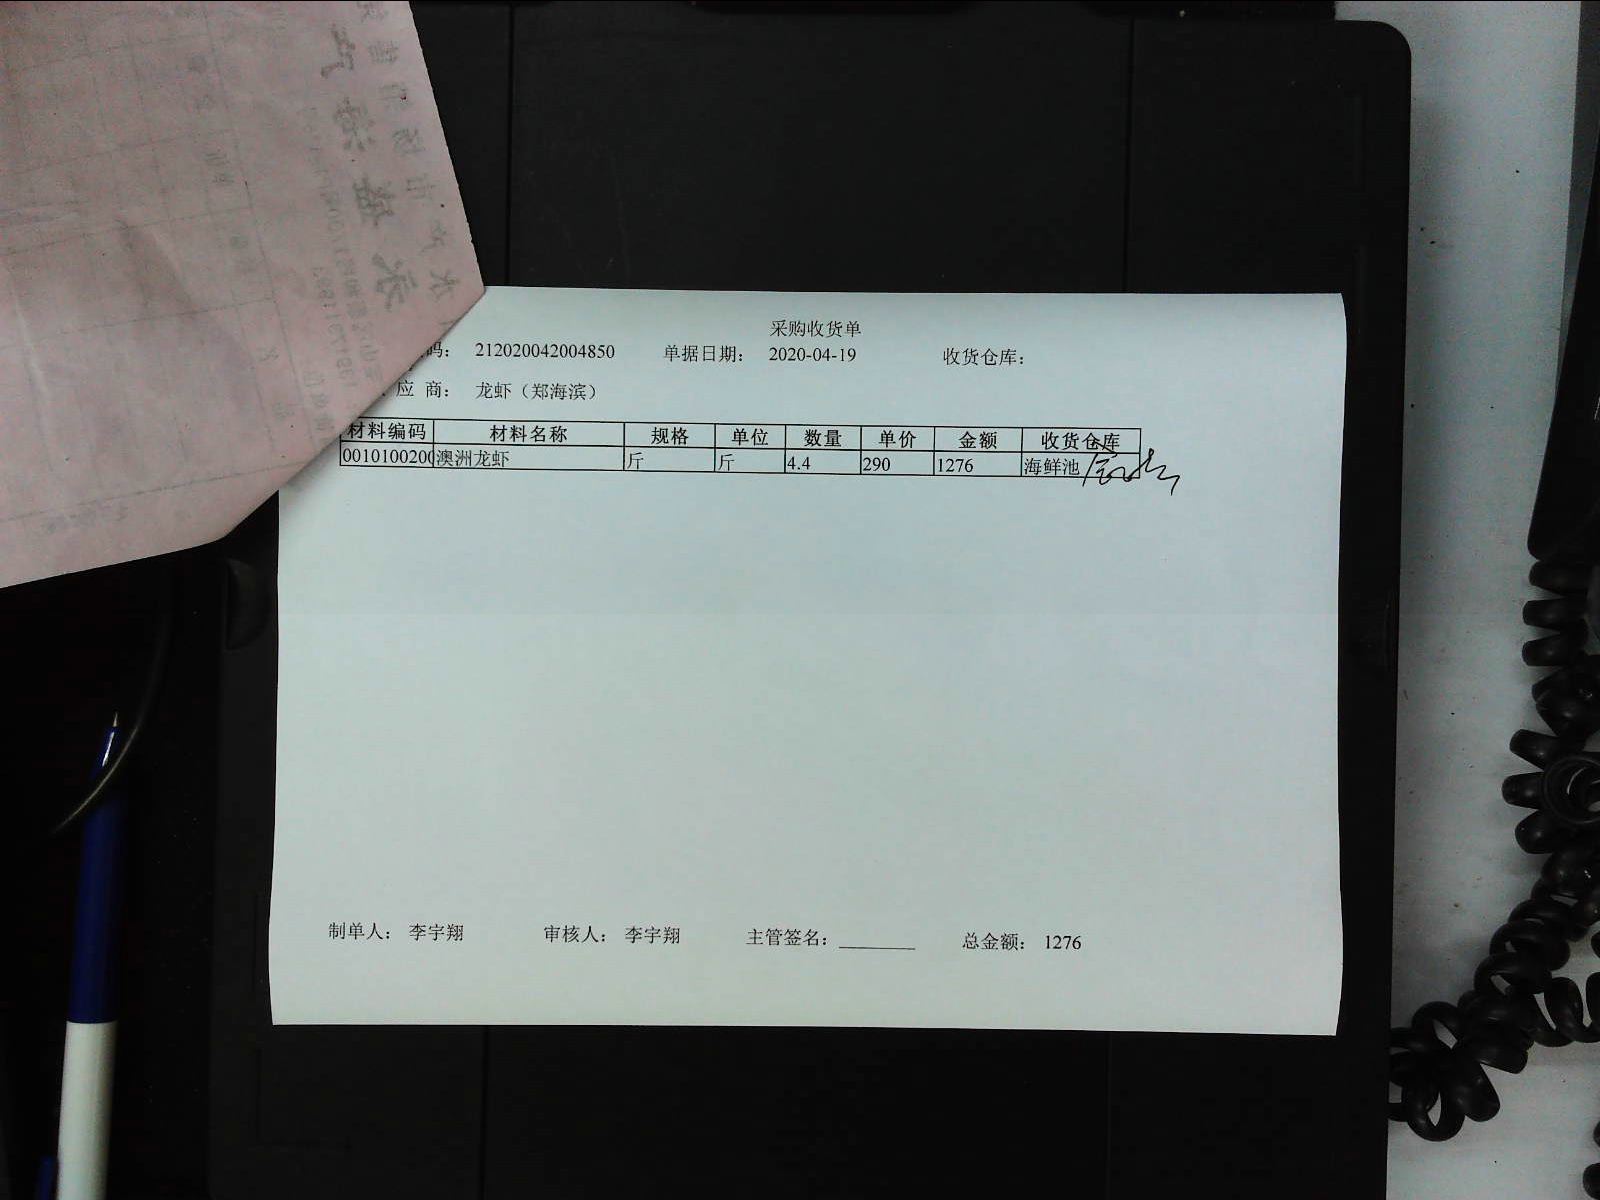 采购收货单
码： 212020042004850 单据日期： 2020-04-19 收货仓库：
应 商： 龙虾（郑海滨）
材料编码 材料名称 规格 单位 数量 单价 金额 收货仓库
0010100200 澳洲龙虾 斤 斤 4.4 290 1276 海鲜池
制单人： 李宇翔 审核人： 李宇翔 主管签名：________ 总金额： 1276